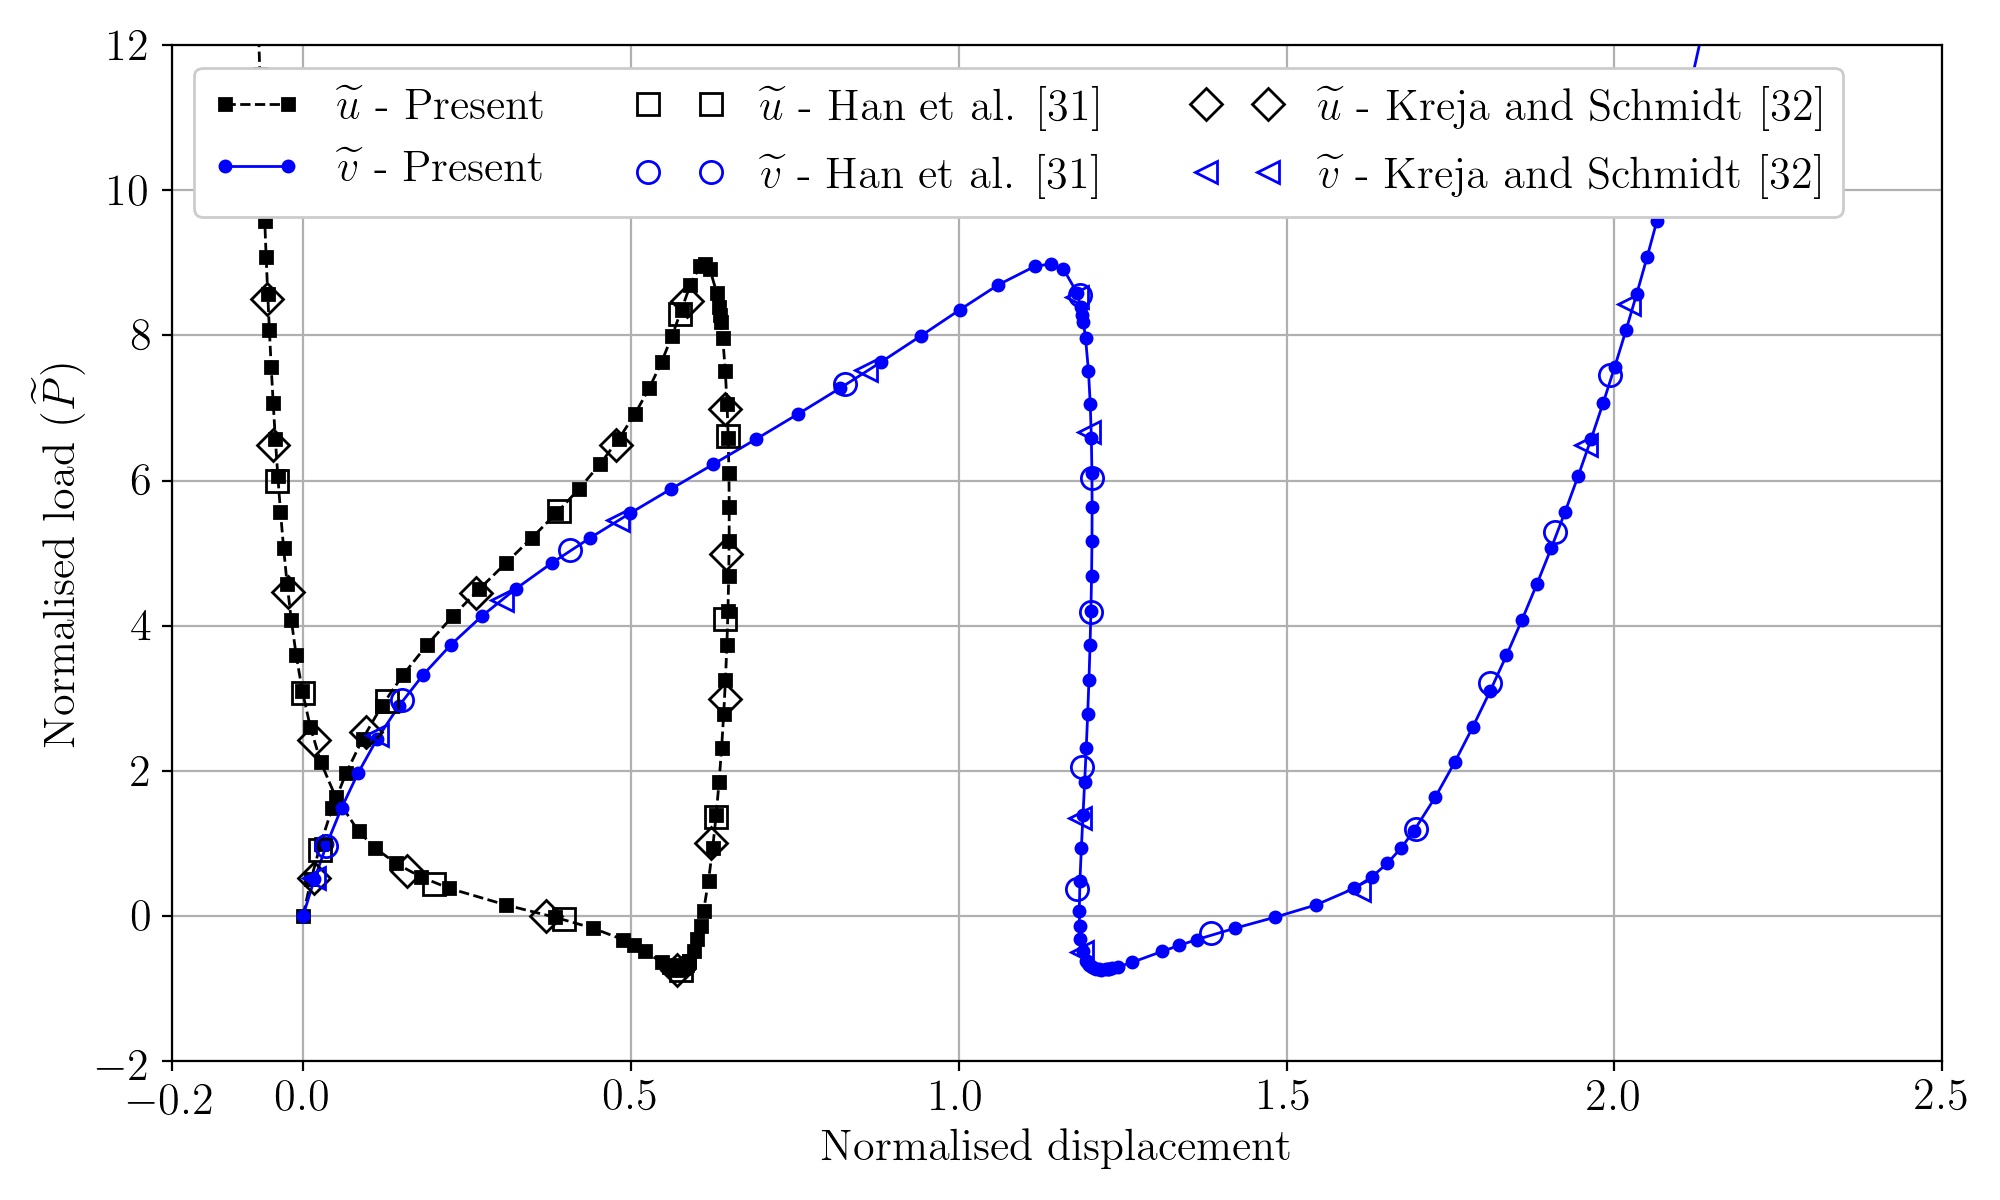 12
10
8
6
4
2
0
−2
Normalised load (P̃)
ũ - Present
ṽ - Present
ũ - Han et al. [31]
ṽ - Han et al. [31]
ũ - Kreja and Schmidt [32]
ṽ - Kreja and Schmidt [32]
−0.2 0.0 0.5 1.0 1.5 2.0 2.5
Normalised displacement